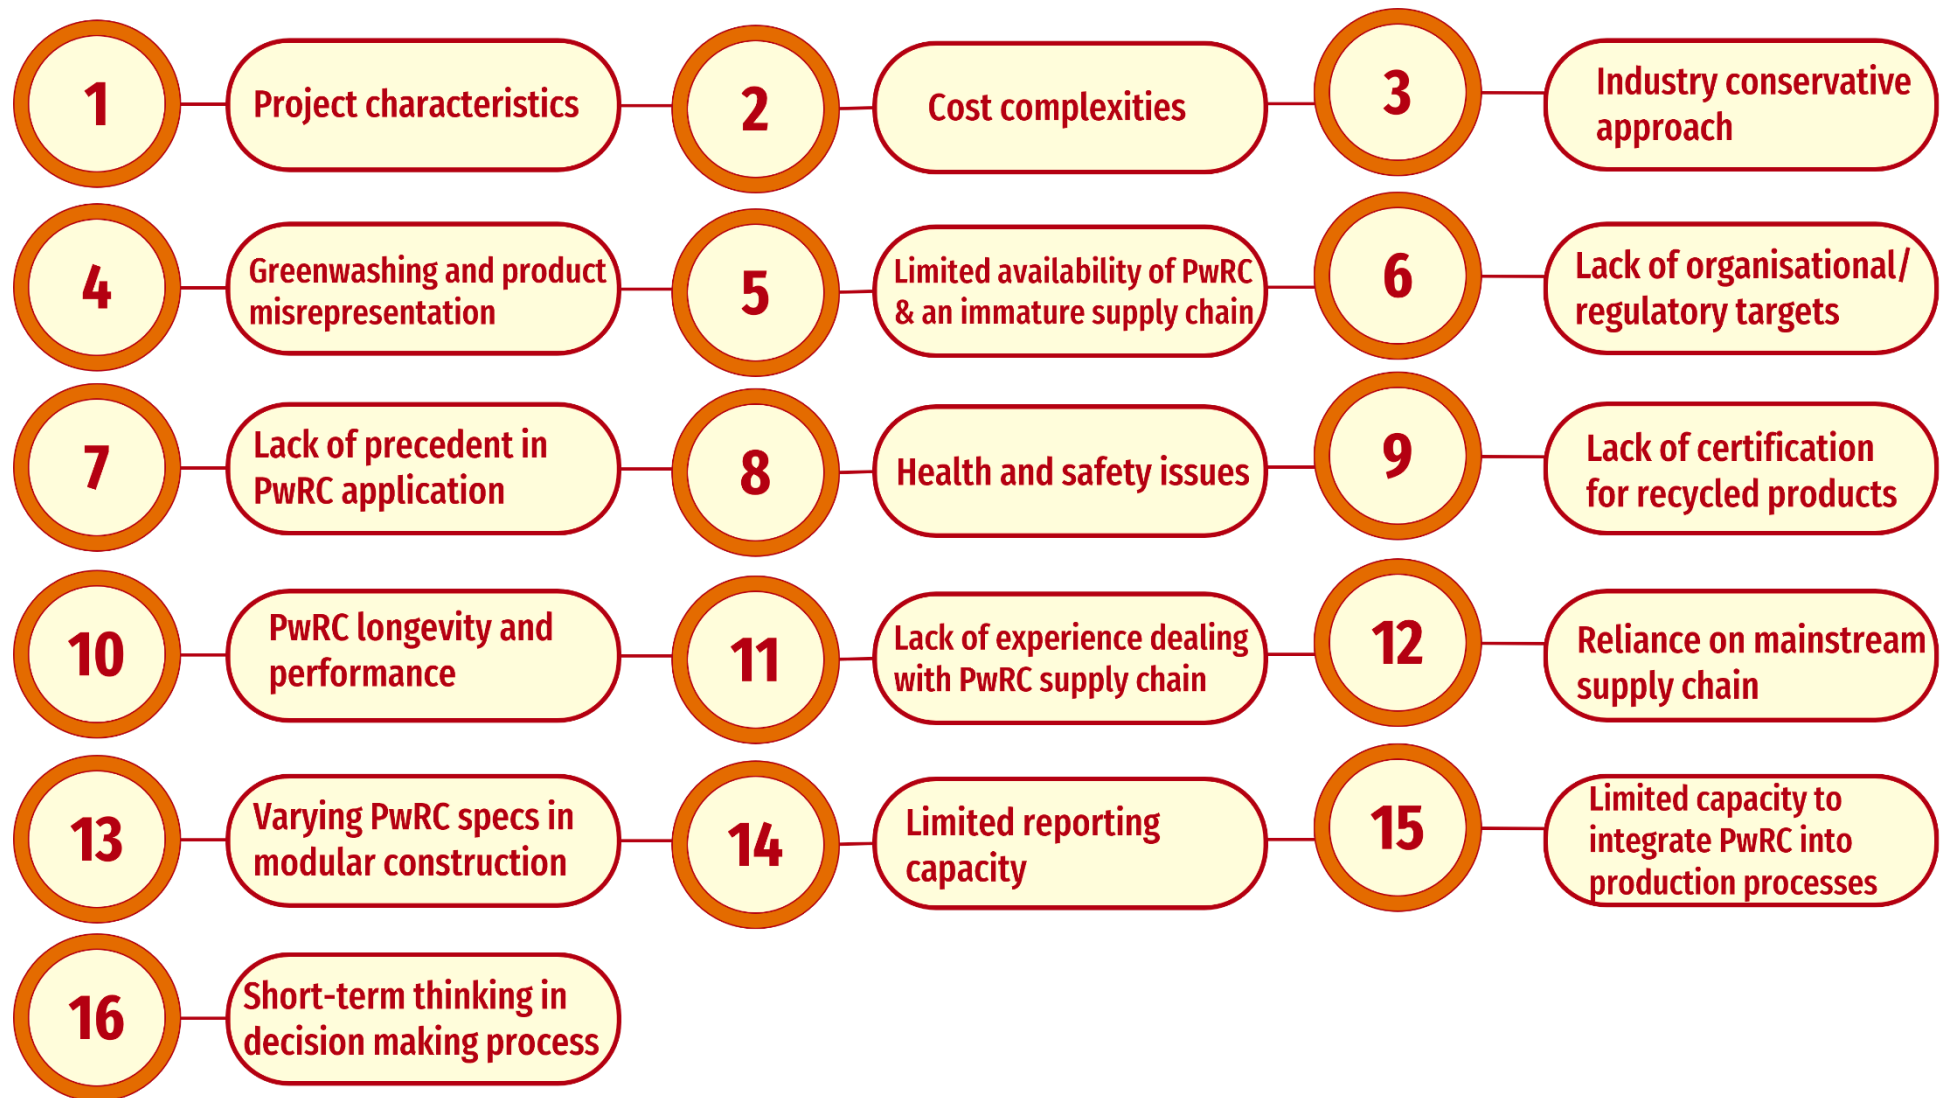 1
Project characteristics
2
Cost complexities
3
Industry conservative
approach
4
Greenwashing and product
misrepresentation
5
Limited availability of PwRC
& an immature supply chain
6
Lack of organisational/
regulatory targets
7
Lack of precedent in
PwRC application
8
Health and safety issues
9
Lack of certification
for recycled products
10
PwRC longevity and
performance
11
Lack of experience dealing
with PwRC supply chain
12
Reliance on mainstream
supply chain
13
Varying PwRC specs in
modular construction
14
Limited reporting
capacity
15
Limited capacity to
integrate PwRC into
production processes
16
Short-term thinking in
decision making process